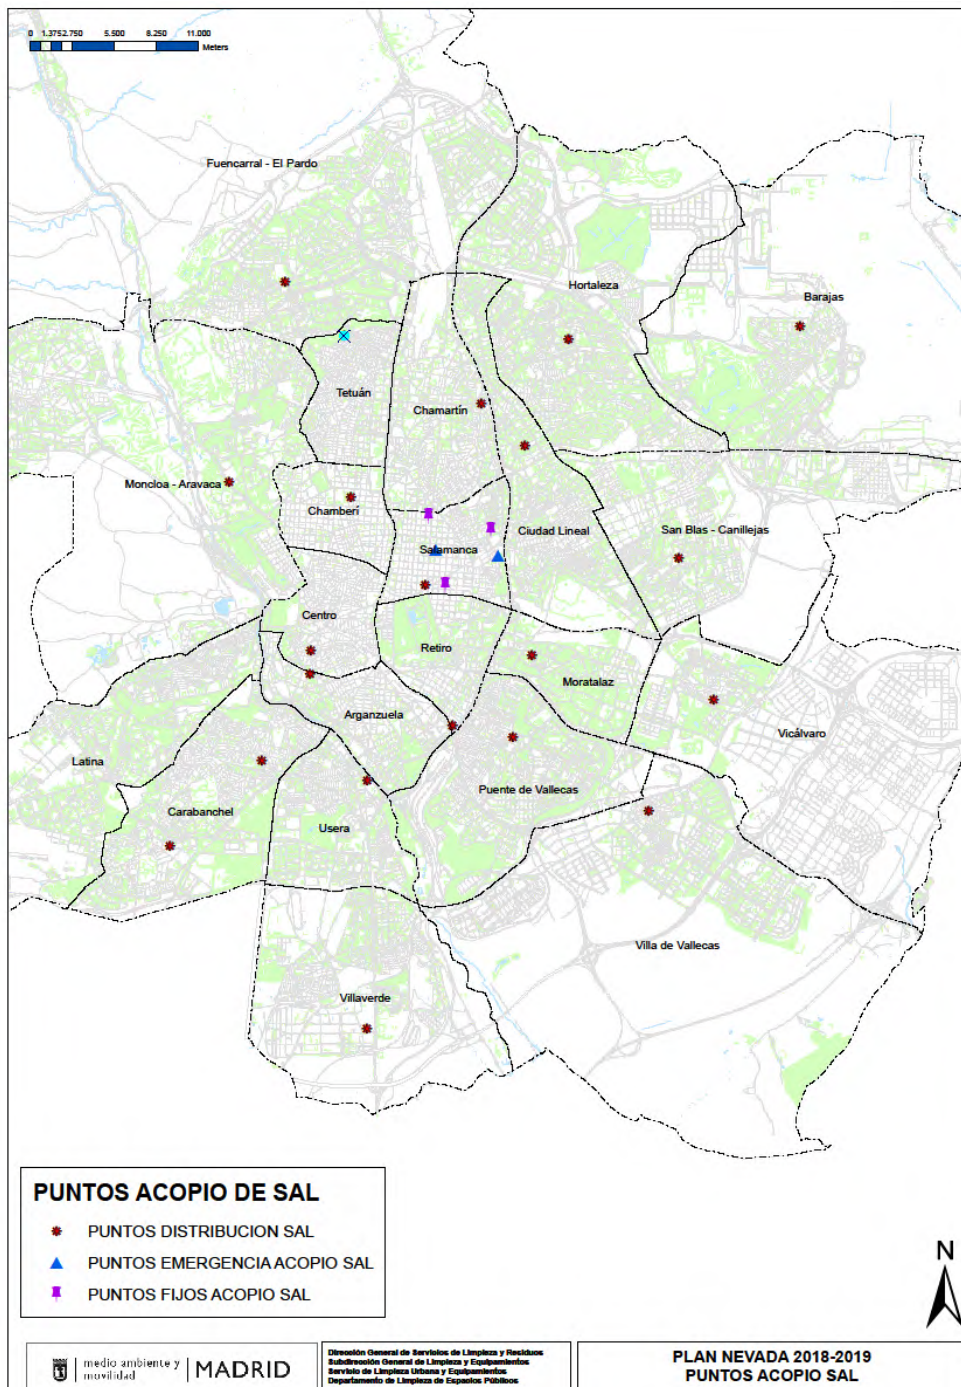 0 1.375 2.750 5.500 8.250 11.000
Meters
Fuencarral - El Pardo
Hortaleza
Barajas
Tetuán
Chamartín
Moncloa - Aravaca
Chamberí
Ciudad Lineal
San Blas - Canillejas
Salamanca
Centro
Retiro
Moratalaz
Arganzuela
Vicálvaro
Latina
Puente de Vallecas
Carabanchel
Usera
Villa de Vallecas
Villaverde
PUNTOS ACOPIO DE SAL
PUNTOS DISTRIBUCION SAL
PUNTOS EMERGENCIA ACOPIO SAL
PUNTOS FIJOS ACOPIO SAL
N
medio ambiente y
movilidad
MADRID
Dirección General de Servicios de Limpieza y Residuos
Subdirección General de Limpieza y Equipamientos
Servicio de Limpieza Urbana y Equipamientos
Departamento de Limpieza de Espacios Públicos
PLAN NEVADA 2018-2019
PUNTOS ACOPIO SAL